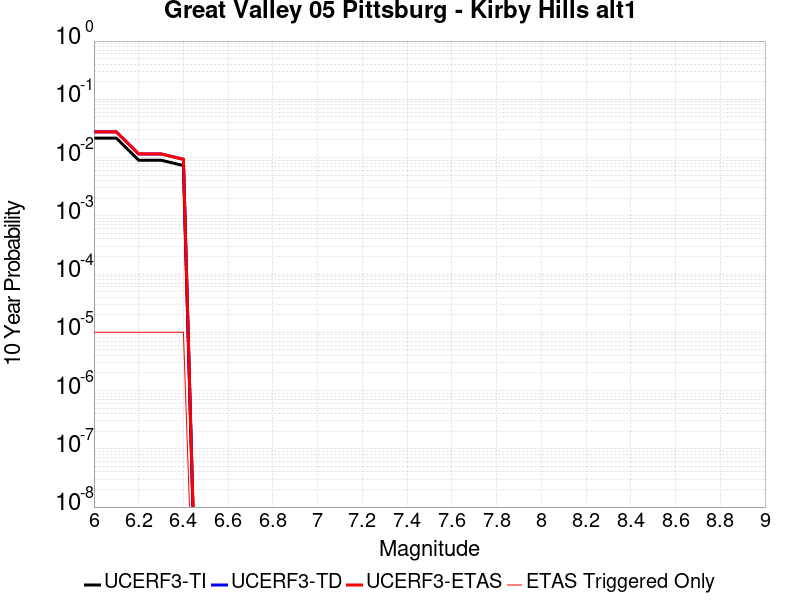 Great Valley 05 Pittsburg - Kirby Hills alt1
10 Year Probability
10^0
10^-1
10^-2
10^-3
10^-4
10^-5
10^-6
10^-7
10^-8
6 6.2 6.4 6.6 6.8 7 7.2 7.4 7.6 7.8 8 8.2 8.4 8.6 8.8 9
Magnitude
UCERF3-TI UCERF3-TD UCERF3-ETAS ETAS Triggered Only